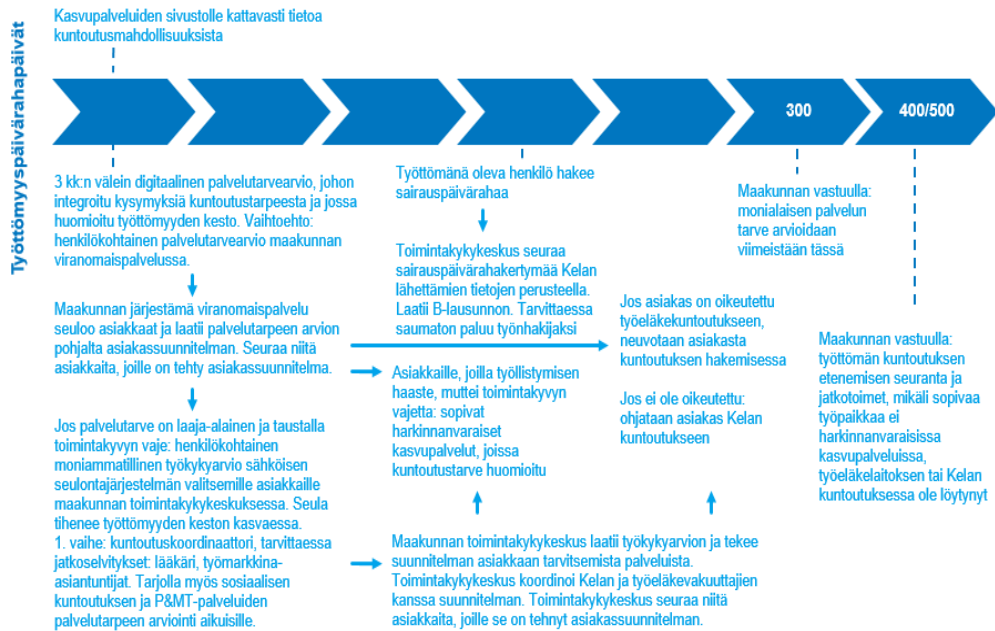 Työttömyyspäivärahapäivät
Kasvupalveluiden sivustolle kattavasti tietoa
kuntoutusmahdollisuuksista
300
400/500
3 kk:n välein digitaalinen palvelutarvearvio, johon
integroitu kysymyksiä kuntoutustarpeesta ja jossa
huomioitu työttömyyden kesto. Vaihtoehto:
henkilökohtainen palvelutarvearvio maakunnan
viranomaispalvelussa.
Maakunnan järjestämä viranomaispalvelu
seuloo asiakkaat ja laatii palvelutarpeen arvion
pohjalta asiakassuunnitelman. Seuraa niitä
asiakkaita, joille on tehty asiakassuunnitelma.
Jos palvelutarve on laaja-alainen ja taustalla
toimintakyvyn vaje: henkilökohtainen
moniammatillinen työkykyarvio sähköisen
seulontajärjestelmän valitsemille asiakkaille
maakunnan toimintakykykeskuksessa. Seula
tihenee työttömyyden keston kasvaessa.
1. vaihe: kuntoutuskoordinaattori, tarvittaessa
jatkoselvitykset: lääkäri, työmarkkina-
asiantuntijat. Tarjolla myös sosiaalisen
kuntoutuksen ja P&MT-palveluiden
palvelutarpeen arviointi aikuisille.
Työttömänä oleva henkilö hakee
sairauspäivärahaa
Toimintakykykeskus seuraa
sairauspäivärahakertymää Kelan
lähettämien tietojen perusteella.
Laatii B-lausunnon. Tarvittaessa
saumaton paluu työnhakijaksi
Asiakkaille, joilla työllistymisen
haaste, muttei toimintakyvyn
vajetta: sopivat
harkinnanvaraiset
kasvupalvelut, joissa
kuntoutustarve huomioitu
Maakunnan toimintakykykeskus laatii työkykyarvion ja tekee
suunnitelman asiakkaan tarvitsemista palveluista.
Toimintakykykeskus koordinoi Kelan ja työeläkevakuuttajien
kanssa suunnitelman. Toimintakykykeskus seuraa niitä
asiakkaita, joille se on tehnyt asiakassuunnitelman.
Jos asiakas on oikeutettu
työeläkekuntoutukseen,
neuvotaan asiakasta
kuntoutuksen hakemisessa
Jos ei ole oikeutettu:
ohjataan asiakas Kelan
kuntoutukseen
Maakunnan vastuulla:
monialaisen palvelun
tarve arvioidaan
viimeistään tässä
Maakunnan vastuulla:
työttömän kuntoutuksen
etenemisen seuranta ja
jatkotoimet, mikäli sopivaa
työpaikkaa ei
harkinnanvaraisissa
kasvupalveluissa,
työeläkelaitoksen tai Kelan
kuntoutuksessa ole löytynyt